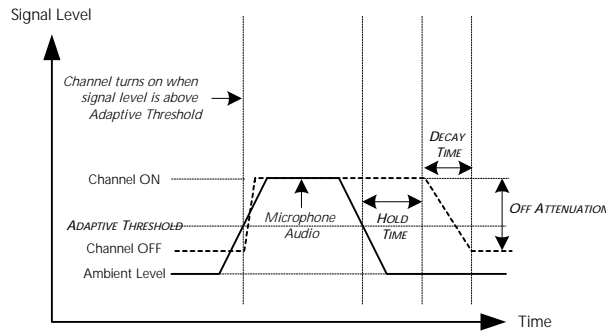 Signal Level
Channel turns on when
signal level is above
Adaptive Threshold
DECAY
TIME
Channel ON
OFF ATTENUATION
ADAPTIVE THRESHOLD
Microphone
Audio
HOLD
TIME
Channel OFF
Ambient Level
Time